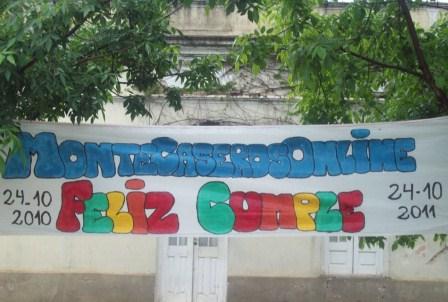 MONTECASEROSONLINE
24-10
2010
FELIZ CUMPLE
24-10
2011